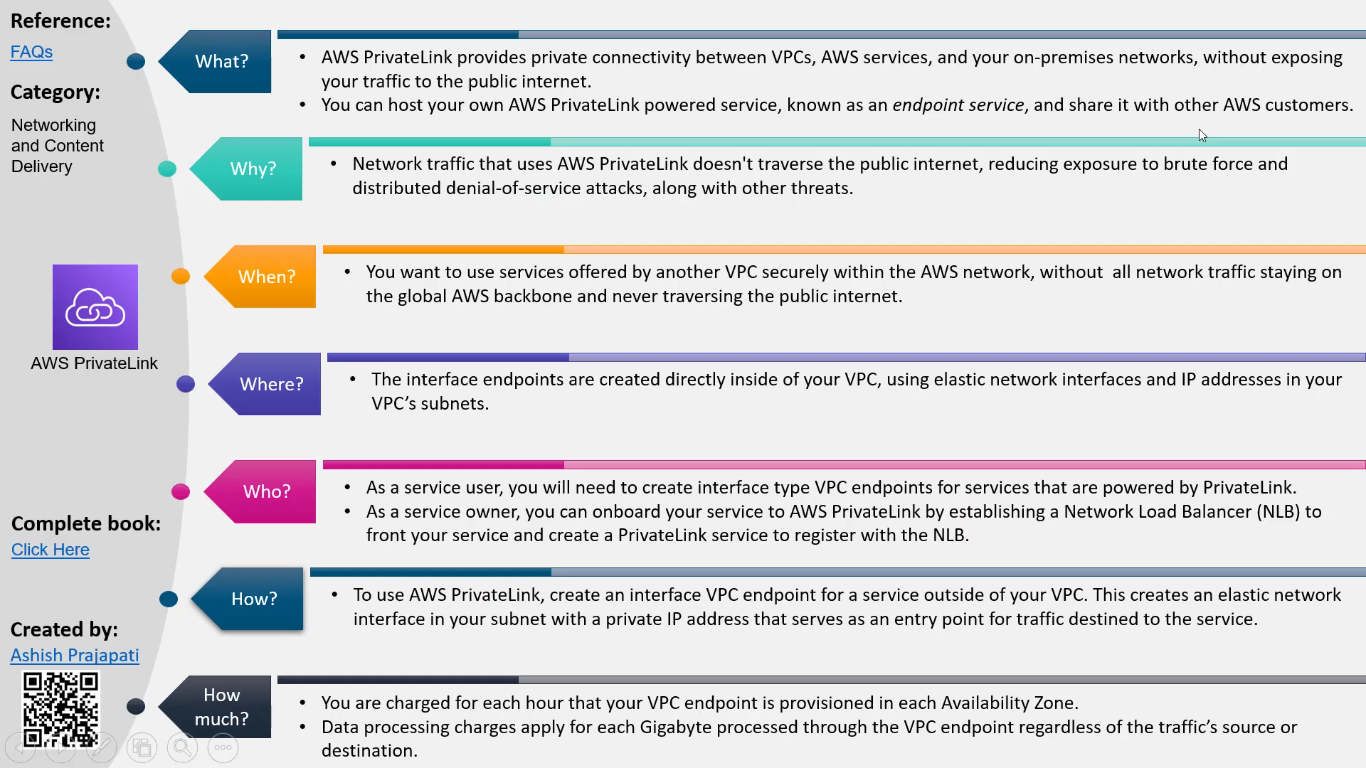 Reference:
FAQs
Category:
Networking
and Content
Delivery
AWS PrivateLink
Complete book:
Click Here
Created by:
Ashish Prajapati
What?
• AWS PrivateLink provides private connectivity between VPCs, AWS services, and your on-premises networks, without exposing
your traffic to the public internet.
• You can host your own AWS PrivateLink powered service, known as an endpoint service, and share it with other AWS customers.
Why?
• Network traffic that uses AWS PrivateLink doesn't traverse the public internet, reducing exposure to brute force and
distributed denial-of-service attacks, along with other threats.
When?
• You want to use services offered by another VPC securely within the AWS network, without  all network traffic staying on
the global AWS backbone and never traversing the public internet.
Where?
• The interface endpoints are created directly inside of your VPC, using elastic network interfaces and IP addresses in your
VPC’s subnets.
Who?
• As a service user, you will need to create interface type VPC endpoints for services that are powered by PrivateLink.
• As a service owner, you can onboard your service to AWS PrivateLink by establishing a Network Load Balancer (NLB) to
front your service and create a PrivateLink service to register with the NLB.
How?
• To use AWS PrivateLink, create an interface VPC endpoint for a service outside of your VPC. This creates an elastic network
interface in your subnet with a private IP address that serves as an entry point for traffic destined to the service.
How
much?
• You are charged for each hour that your VPC endpoint is provisioned in each Availability Zone.
• Data processing charges apply for each Gigabyte processed through the VPC endpoint regardless of the traffic’s source or
destination.